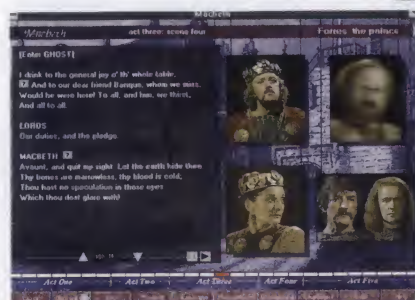 Macbeth
Macbeth
act three: scene four
Forres the palace
[Enter GHOST]
I drink to the general joy o' th' whole table,
And to our dear friend Banquo, whom we miss.
Would he were here! To all, and him, we thirst,
And all to all.
LORDS
Our duties, and the pledge.
MACBETH
Avaunt, and quit my sight. Let the earth hide thee
Thy bones are marrowless, thy blood is cold;
Thou hast no speculation in those eyes
Which thou dost glare with!
Act One
Act Two
Act Three
Act Four
Act Five